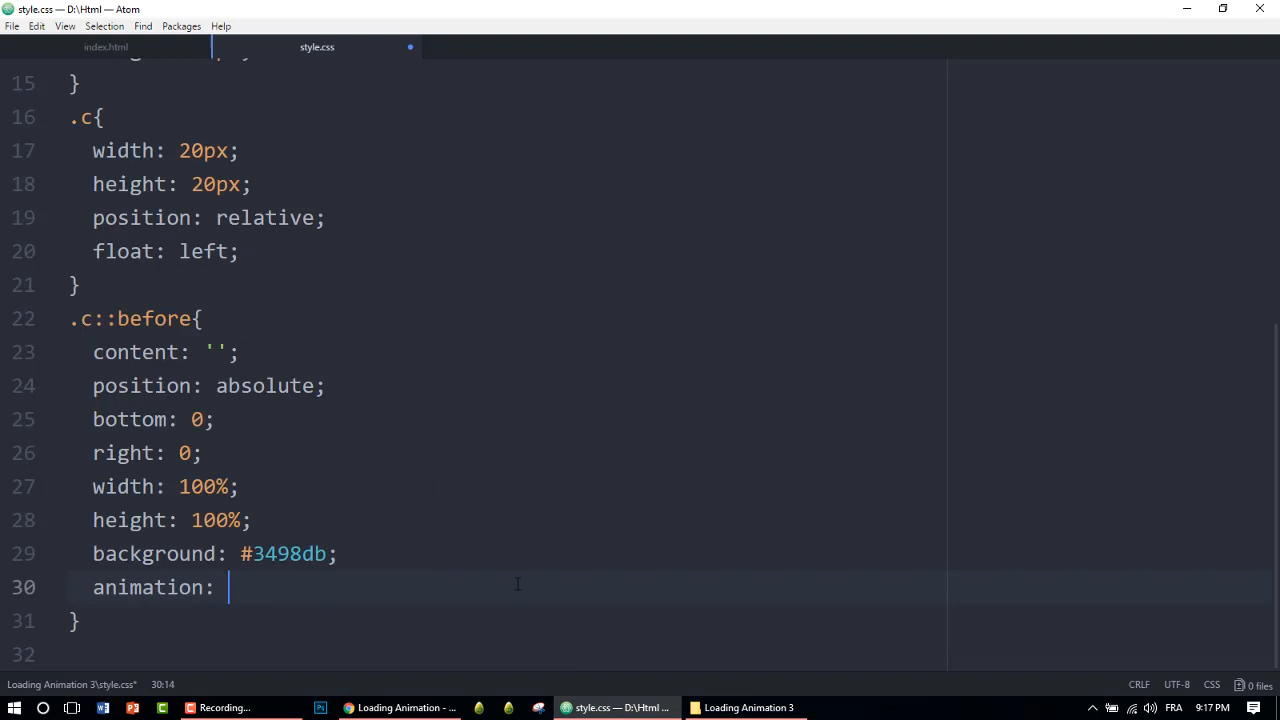 style.css — D:\Html — Atom
File Edit View Selection Find Packages Help
index.html style.css
15 }
16 .c{
17 width: 20px;
18 height: 20px;
19 position: relative;
20 float: left;
21 }
22 .c::before{
23 content: '';
24 position: absolute;
25 bottom: 0;
26 right: 0;
27 width: 100%;
28 height: 100%;
29 background: #3498db;
30 animation:
31 }
32
Loading Animation 3\style.css* 30:14 CRLF UTF-8 CSS 0 files
Recording... Loading Animation - ... style.css — D:\Html ... Loading Animation 3 FRA 9:17 PM